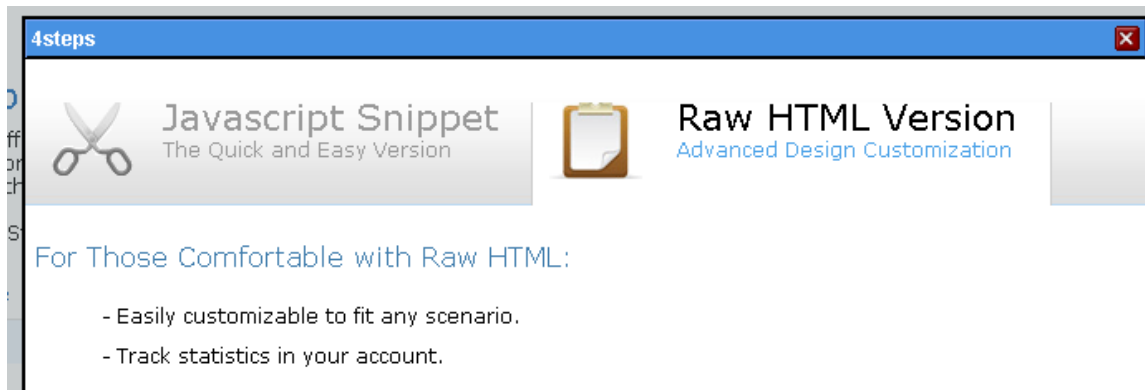 4steps
Javascript Snippet
The Quick and Easy Version
Raw HTML Version
Advanced Design Customization
For Those Comfortable with Raw HTML:
- Easily customizable to fit any scenario.
- Track statistics in your account.